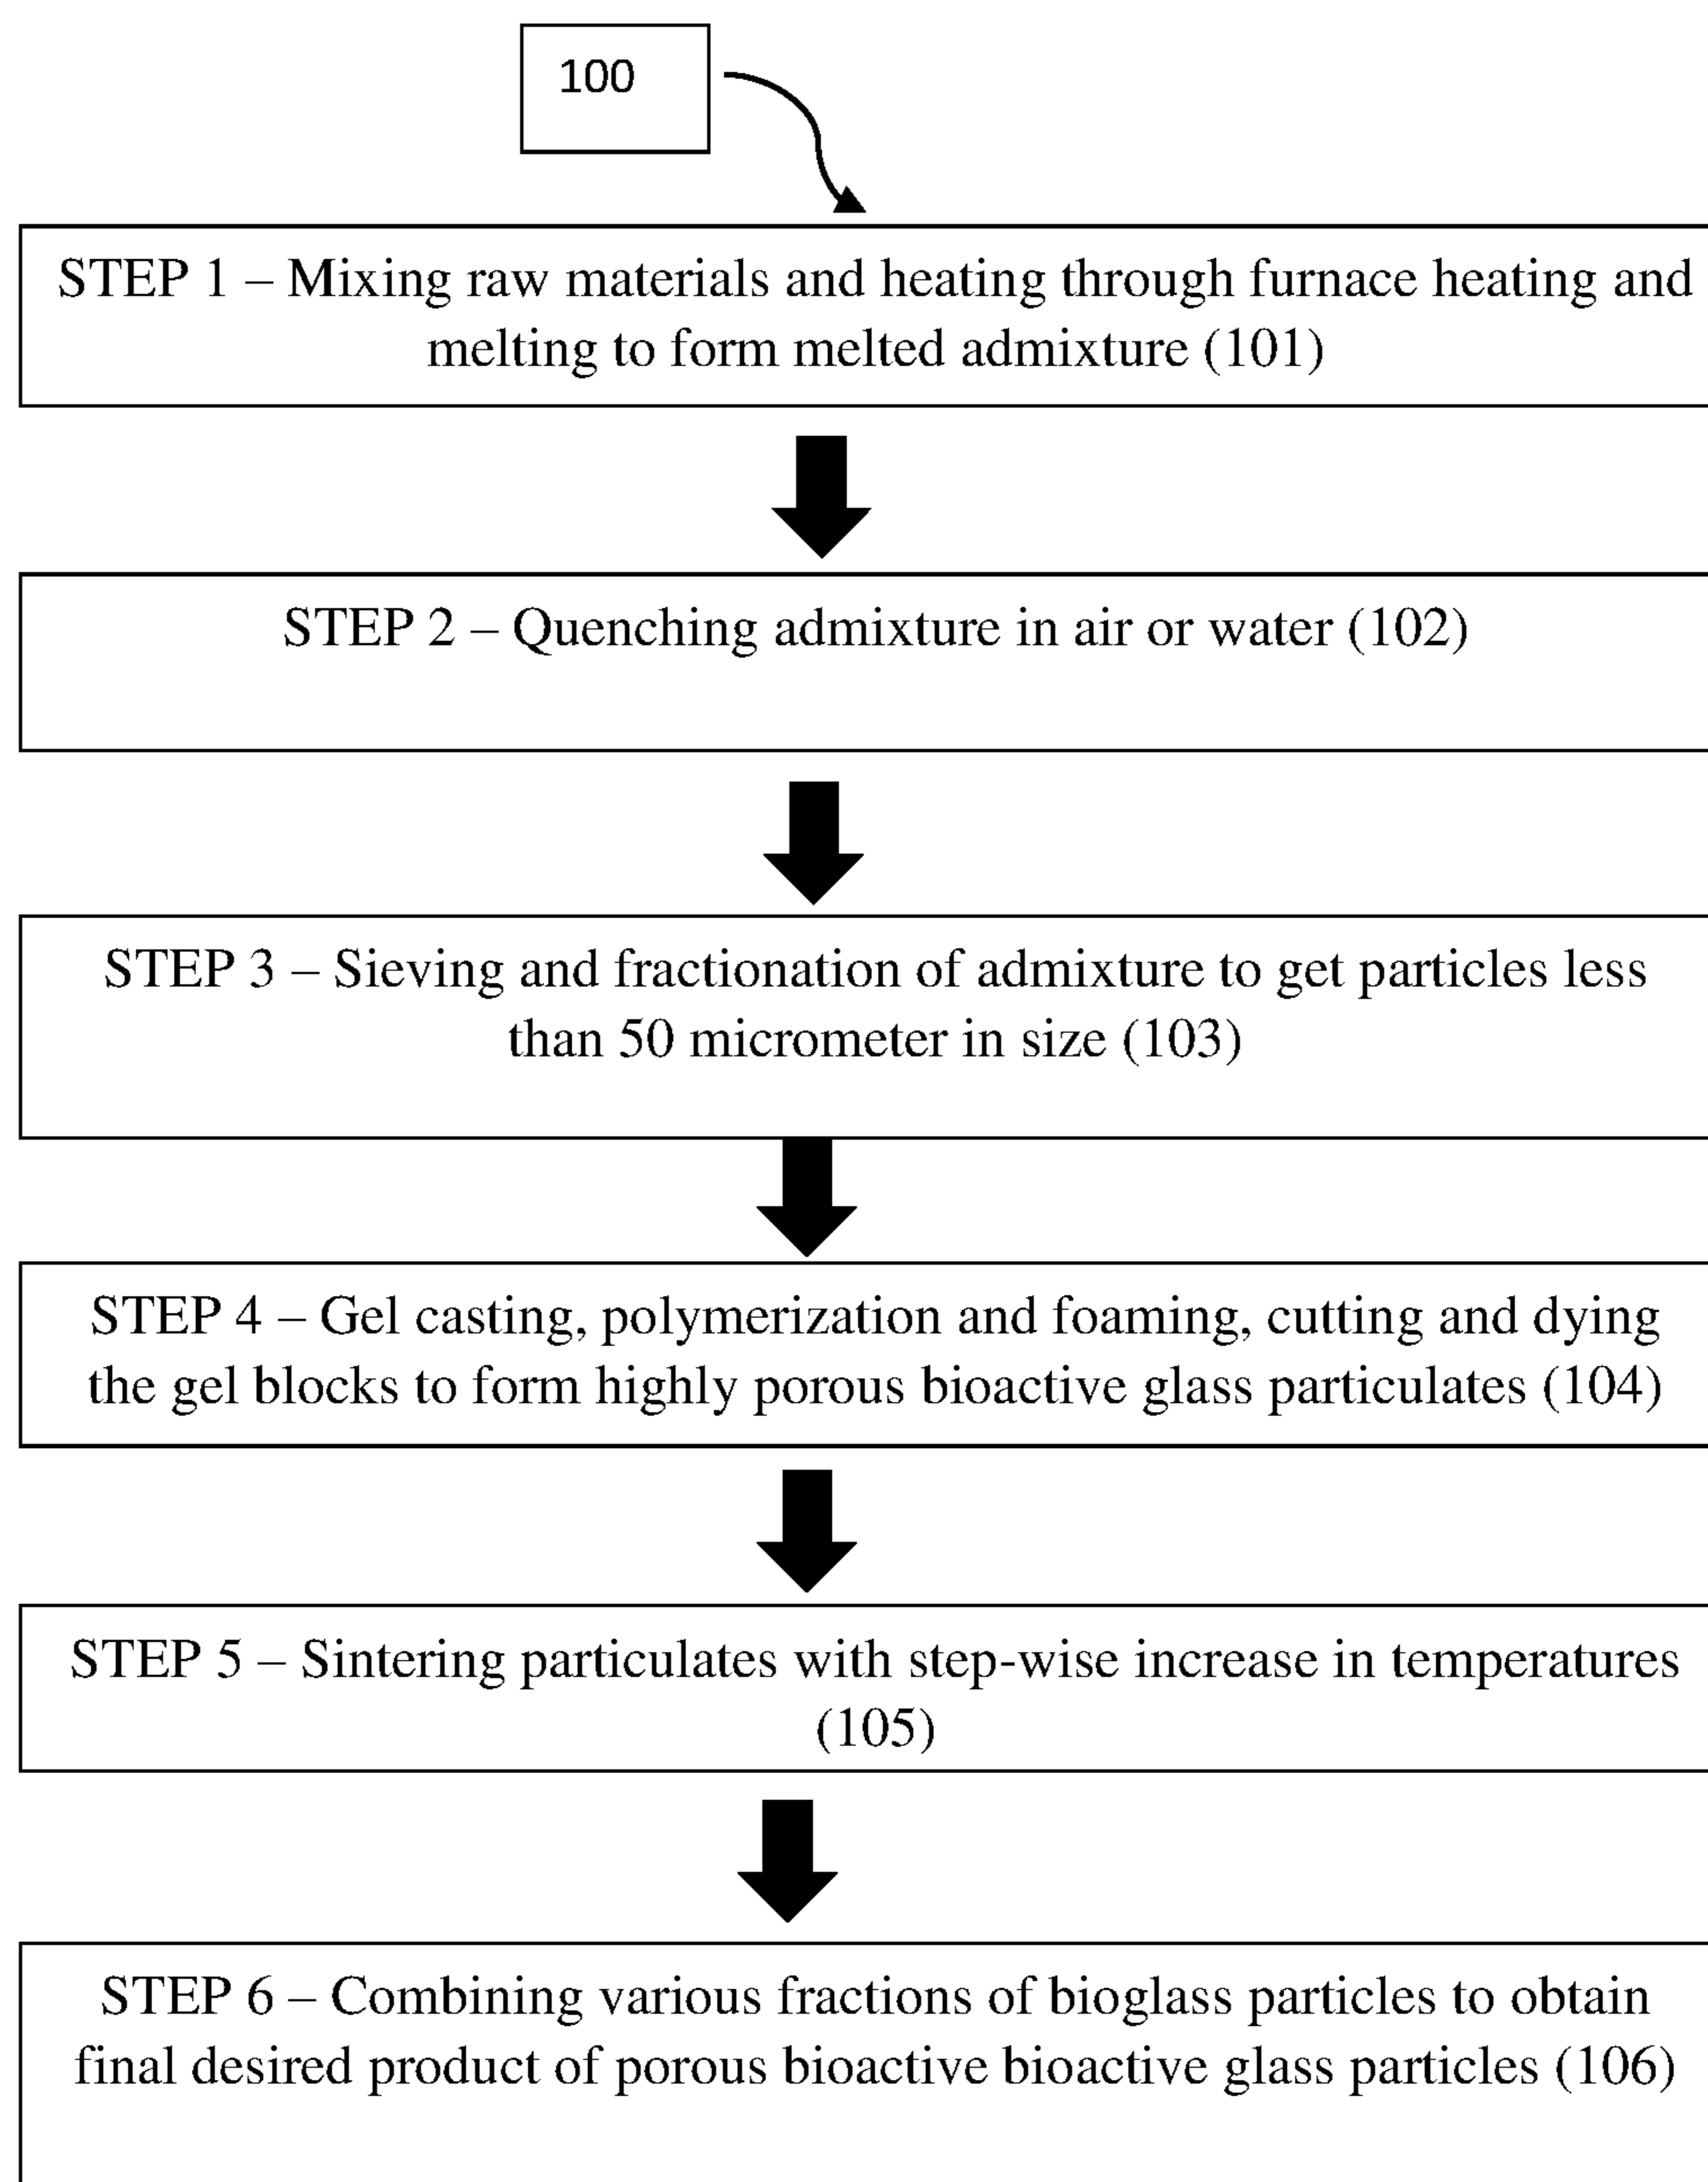 100
STEP 1 – Mixing raw materials and heating through furnace heating and
melting to form melted admixture (101)
STEP 2 – Quenching admixture in air or water (102)
STEP 3 – Sieving and fractionation of admixture to get particles less
than 50 micrometer in size (103)
STEP 4 – Gel casting, polymerization and foaming, cutting and dying
the gel blocks to form highly porous bioactive glass particulates (104)
STEP 5 – Sintering particulates with step-wise increase in temperatures
(105)
STEP 6 – Combining various fractions of bioglass particles to obtain
final desired product of porous bioactive bioactive glass particles (106)